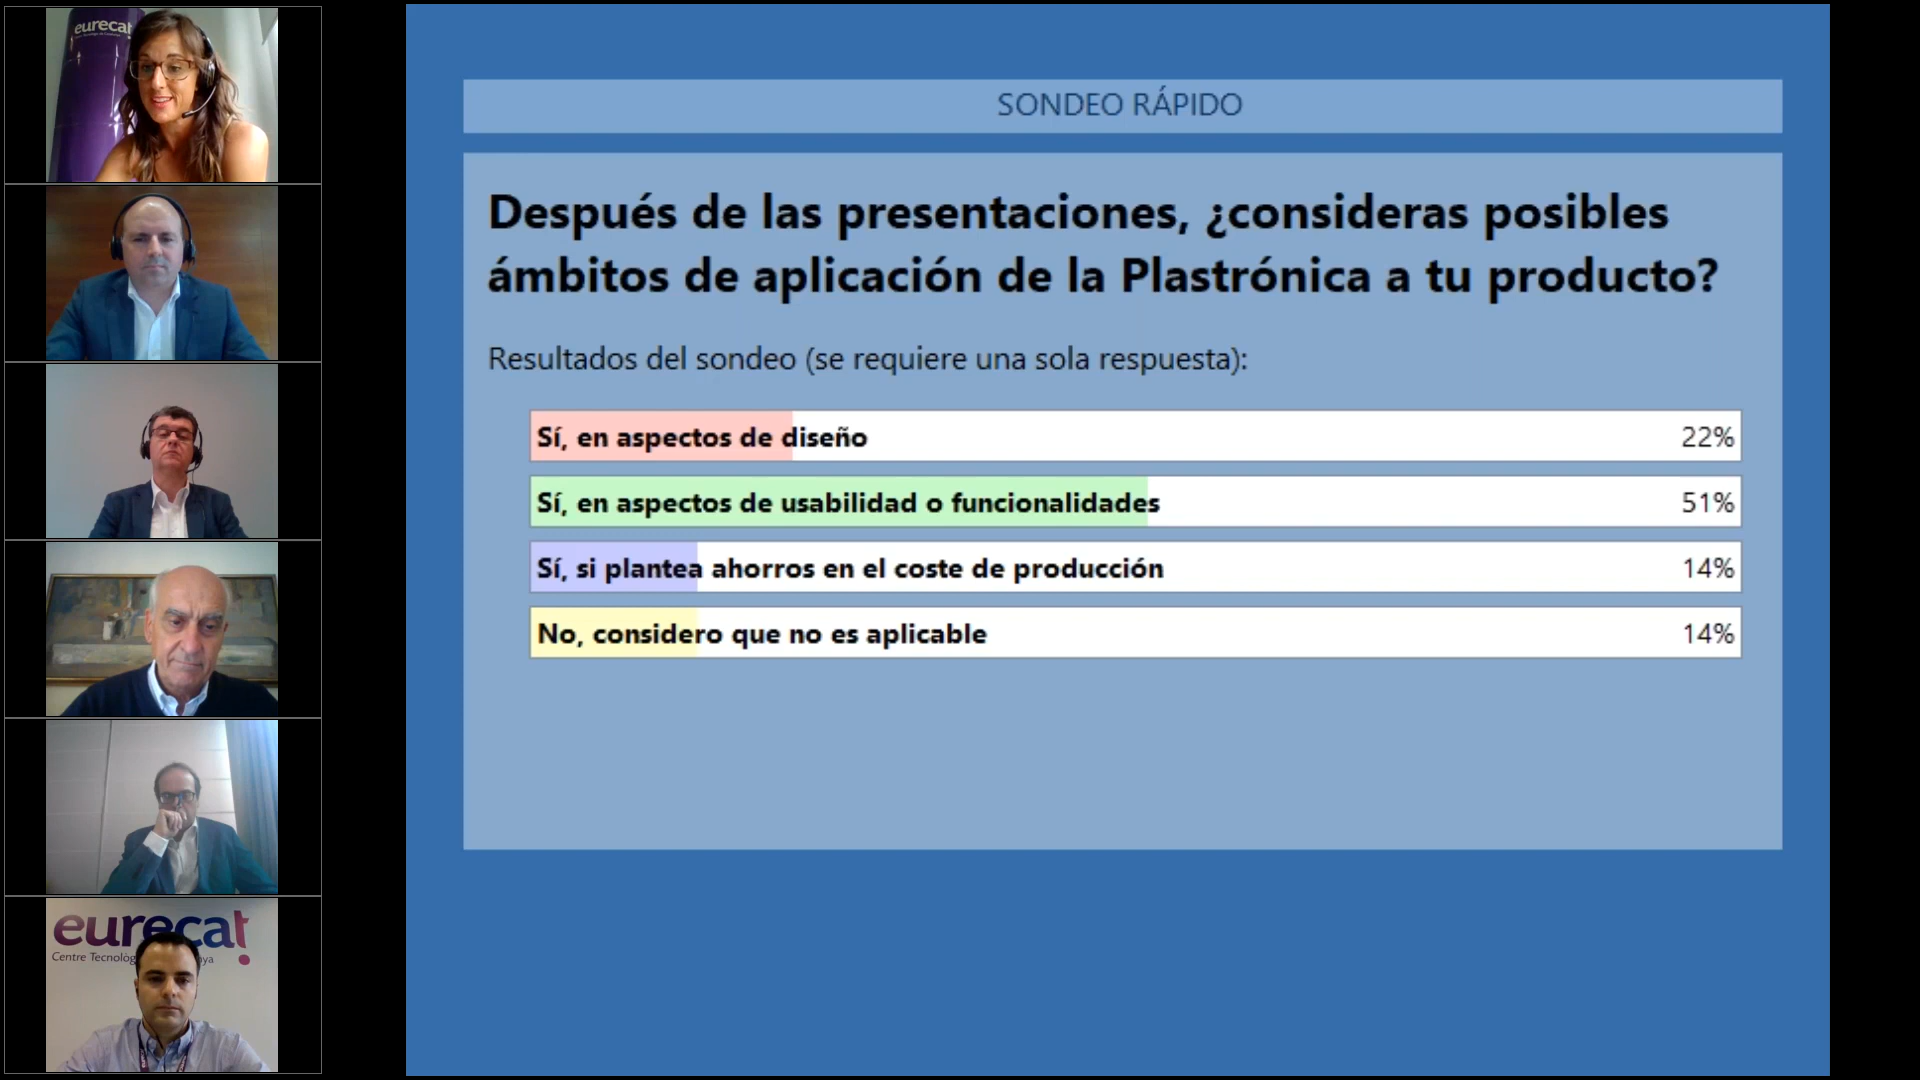 eurecat
SONDEO RÁPIDO
Después de las presentaciones, ¿consideras posibles
ámbitos de aplicación de la Plastrónica a tu producto?
Resultados del sondeo (se requiere una sola respuesta):
Sí, en aspectos de diseño 22%
Sí, en aspectos de usabilidad o funcionalidades 51%
Sí, si plantea ahorros en el coste de producción 14%
No, considero que no es aplicable 14%
eurecat
Centre Tecnològ